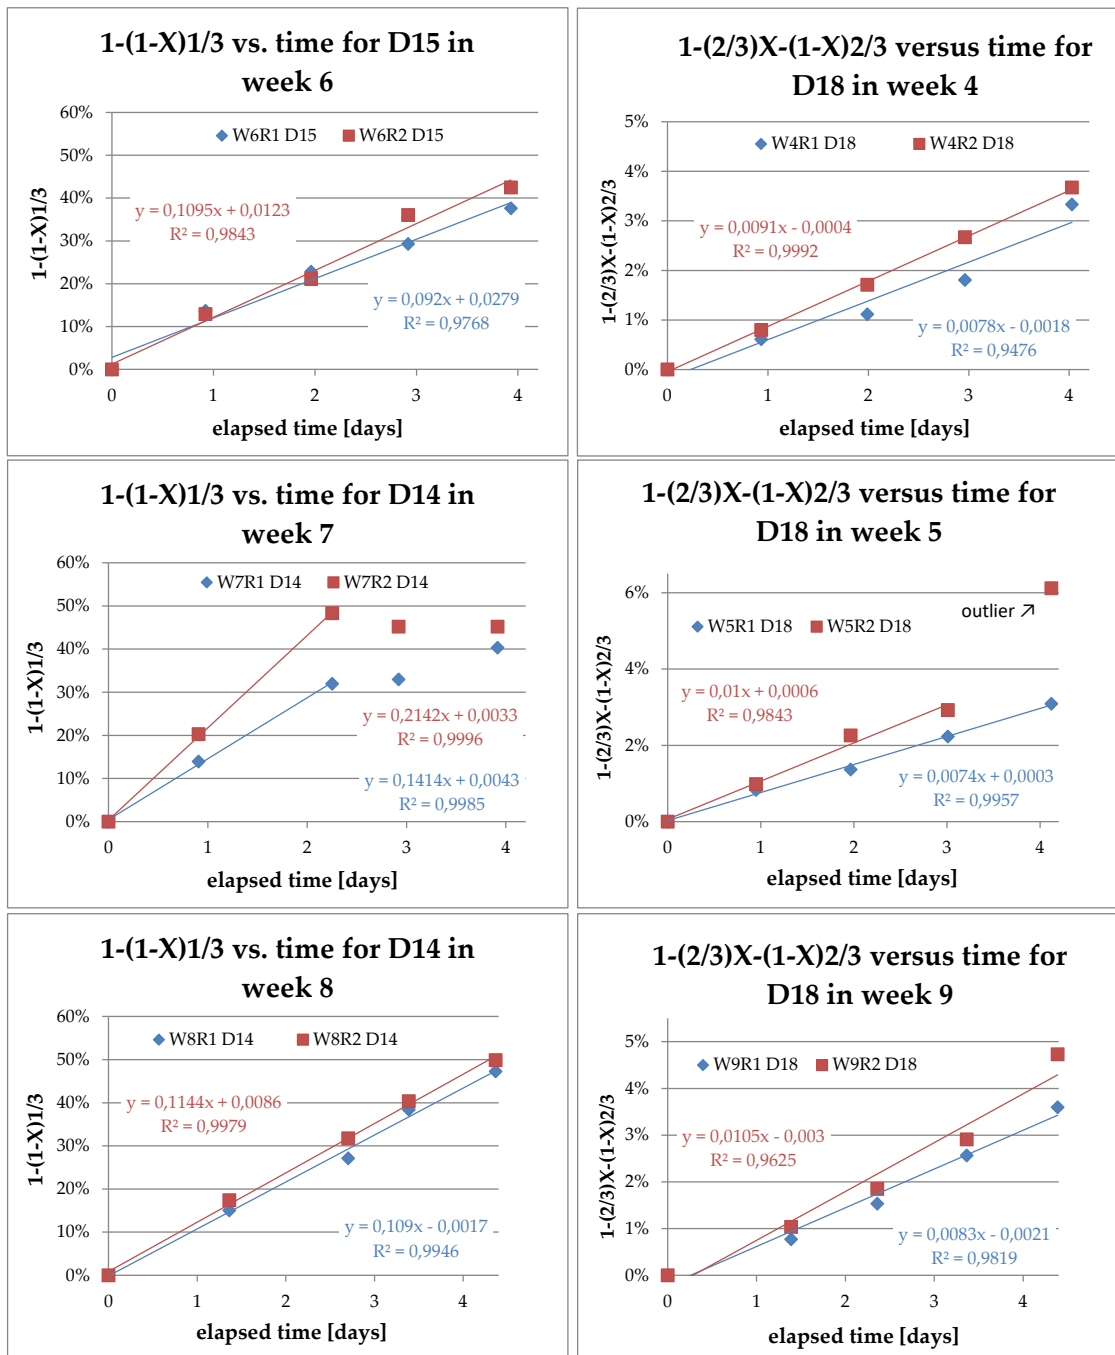 1-(1-X)1/3 vs. time for D15 in
week 6
60%
50%
40%
30%
20%
10%
0%
W6R1 D15 W6R2 D15
y = 0,1095x + 0,0123
R² = 0,9843
y = 0,092x + 0,0279
R² = 0,9768
1-(1-X)1/3
0 1 2 3 4
elapsed time [days]
1-(2/3)X-(1-X)2/3 versus time for
D18 in week 4
5%
4%
3%
2%
1%
0%
W4R1 D18 W4R2 D18
y = 0,0091x - 0,0004
R² = 0,9992
y = 0,0078x - 0,0018
R² = 0,9476
1-(2/3)X-(1-X)2/3
0 1 2 3 4
elapsed time [days]
1-(1-X)1/3 vs. time for D14 in
week 7
60%
50%
40%
30%
20%
10%
0%
W7R1 D14 W7R2 D14
y = 0,2142x + 0,0033
R² = 0,9996
y = 0,1414x + 0,0043
R² = 0,9985
1-(1-X)1/3
0 1 2 3 4
elapsed time [days]
1-(2/3)X-(1-X)2/3 versus time for
D18 in week 5
6%
4%
2%
0%
outlier ↗
W5R1 D18 W5R2 D18
y = 0,01x + 0,0006
R² = 0,9843
y = 0,0074x + 0,0003
R² = 0,9957
1-(2/3)X-(1-X)2/3
0 1 2 3 4
elapsed time [days]
1-(1-X)1/3 vs. time for D14 in
week 8
60%
50%
40%
30%
20%
10%
0%
W8R1 D14 W8R2 D14
y = 0,1144x + 0,0086
R² = 0,9979
y = 0,109x - 0,0017
R² = 0,9946
1-(1-X)1/3
0 1 2 3 4
elapsed time [days]
1-(2/3)X-(1-X)2/3 versus time for
D18 in week 9
5%
4%
3%
2%
1%
0%
W9R1 D18 W9R2 D18
y = 0,0105x - 0,003
R² = 0,9625
y = 0,0083x - 0,0021
R² = 0,9819
1-(2/3)X-(1-X)2/3
0 1 2 3 4
elapsed time [days]